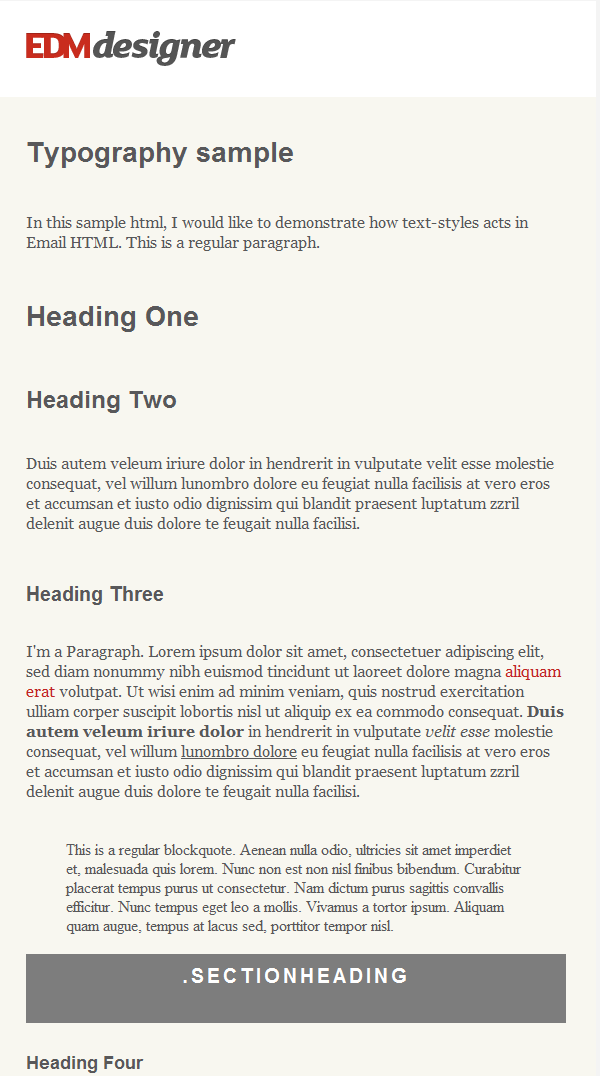 EDMdesigner
Typography sample
In this sample html, I would like to demonstrate how text-styles acts in
Email HTML. This is a regular paragraph.
Heading One
Heading Two
Duis autem veleum iriure dolor in hendrerit in vulputate velit esse molestie
consequat, vel willum lunombro dolore eu feugiat nulla facilisis at vero eros
et accumsan et iusto odio dignissim qui blandit praesent luptatum zzril
delenit augue duis dolore te feugait nulla facilisi.
Heading Three
I'm a Paragraph. Lorem ipsum dolor sit amet, consectetuer adipiscing elit,
sed diam nonummy nibh euismod tincidunt ut laoreet dolore magna aliquam
erat volutpat. Ut wisi enim ad minim veniam, quis nostrud exercitation
ulliam corper suscipit lobortis nisl ut aliquip ex ea commodo consequat. Duis
autem veleum iriure dolor in hendrerit in vulputate velit esse molestie
consequat, vel willum lunombro dolore eu feugiat nulla facilisis at vero eros
et accumsan et iusto odio dignissim qui blandit praesent luptatum zzril
delenit augue duis dolore te feugait nulla facilisi.
This is a regular blockquote. Aenean nulla odio, ultricies sit amet imperdiet
et, malesuada quis lorem. Nunc non est non nisl finibus bibendum. Curabitur
placerat tempus purus ut consectetur. Nam dictum purus sagittis convallis
efficitur. Nunc tempus eget leo a mollis. Vivamus a tortor ipsum. Aliquam
quam augue, tempus at lacus sed, porttitor tempor nisl.
.SECTIONHEADING
Heading Four